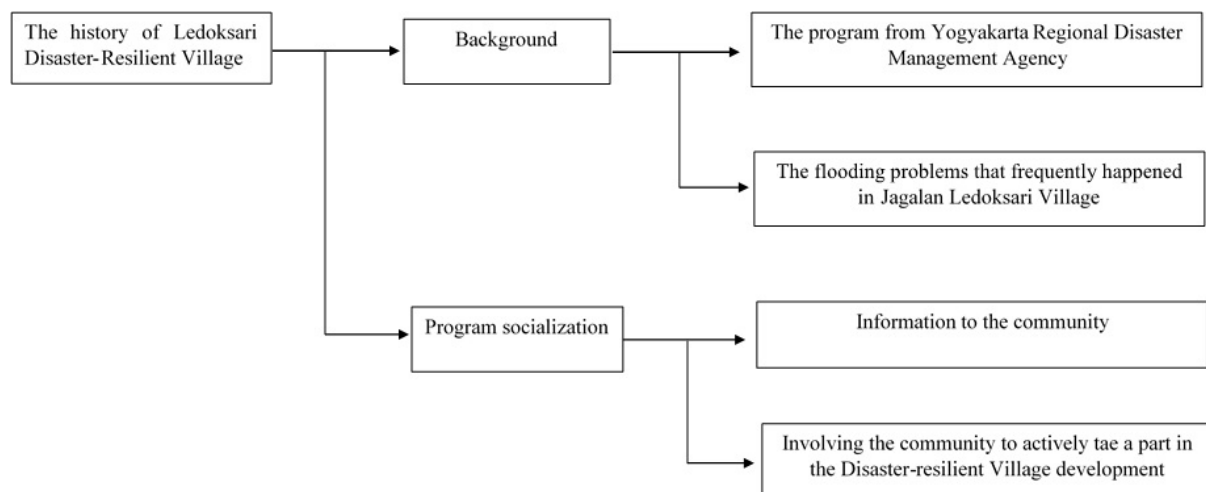 The history of Ledoksari
Disaster-Resilient Village
Background
The program from Yogyakarta Regional Disaster
Management Agency
The flooding problems that frequently happened
in Jagalan Ledoksari Village
Program socialization
Information to the community
Involving the community to actively tae a part in
the Disaster-resilient Village development